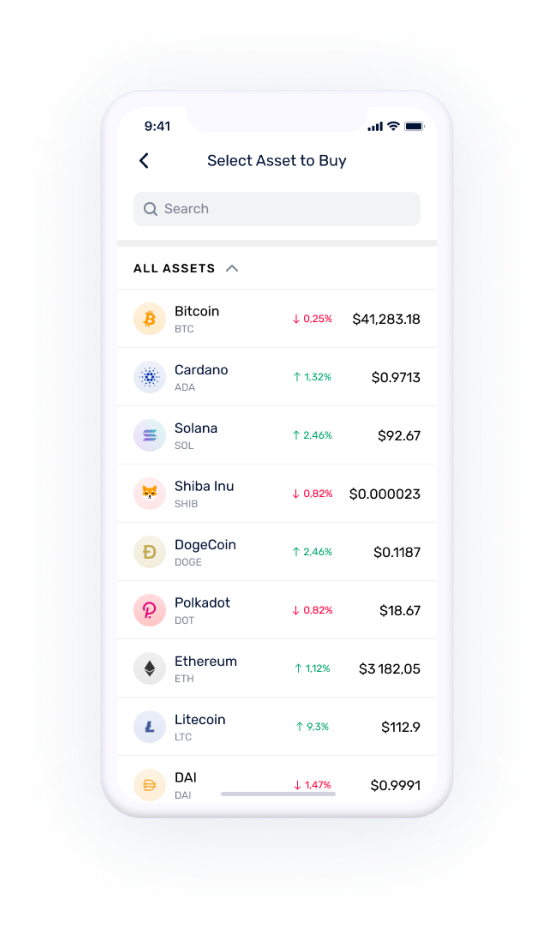 9:41
Select Asset to Buy
Search
ALL ASSETS
Bitcoin ↓ 0,25% $41,283.18
BTC
Cardano ↑ 1,32% $0.9713
ADA
Solana ↑ 2,46% $92.67
SOL
Shiba Inu ↓ 0,82% $0.000023
SHIB
DogeCoin ↑ 2,46% $0.1187
DOGE
Polkadot ↓ 0,82% $18.67
DOT
Ethereum ↑ 1,12% $3 182,05
ETH
Litecoin ↑ 9,3% $112.9
LTC
DAI ↓ 1,47% $0.9991
DAI